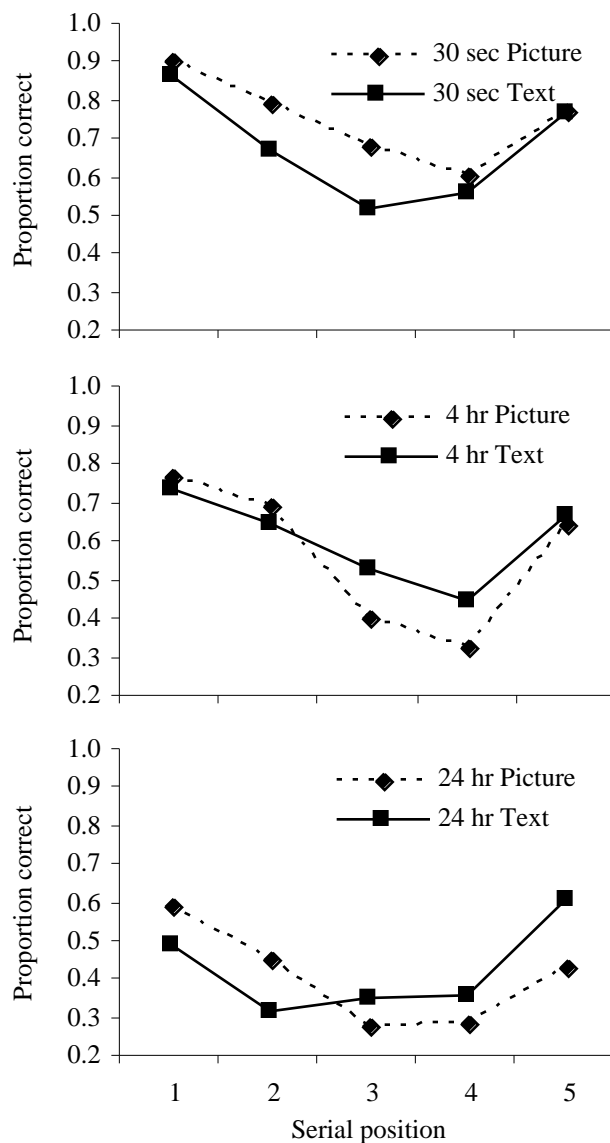 1.0
0.9
0.8
0.7
0.6
0.5
0.4
0.3
0.2
Proportion correct
30 sec Picture
30 sec Text
1.0
0.9
0.8
0.7
0.6
0.5
0.4
0.3
0.2
Proportion correct
4 hr Picture
4 hr Text
1.0
0.9
0.8
0.7
0.6
0.5
0.4
0.3
0.2
Proportion correct
24 hr Picture
24 hr Text
1 2 3 4 5
Serial position